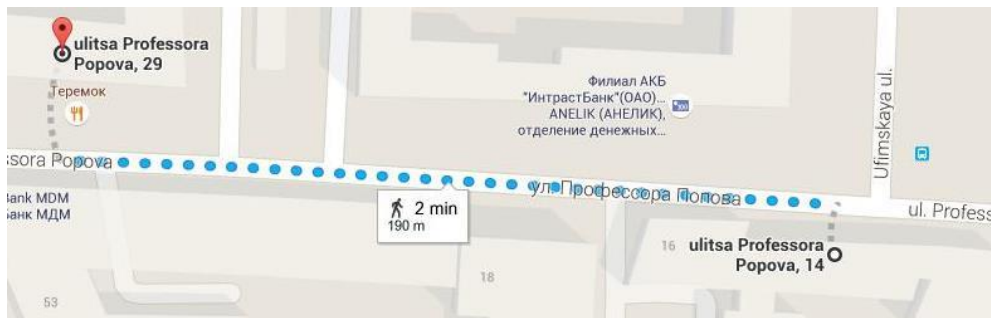 ulitsa Professora
Popova, 29
Теремок
Филиал АКБ
"ИнтрастБанк"(ОАО)...
ANELIK (АНЕЛИК),
отделение денежных...
Ufimskaya ul.
ssora Popova
ул. Профессора Попова
ul. Profess
Bank MDM
Банк МДМ
2 min
190 m
16
ulitsa Professora
Popova, 14
18
53